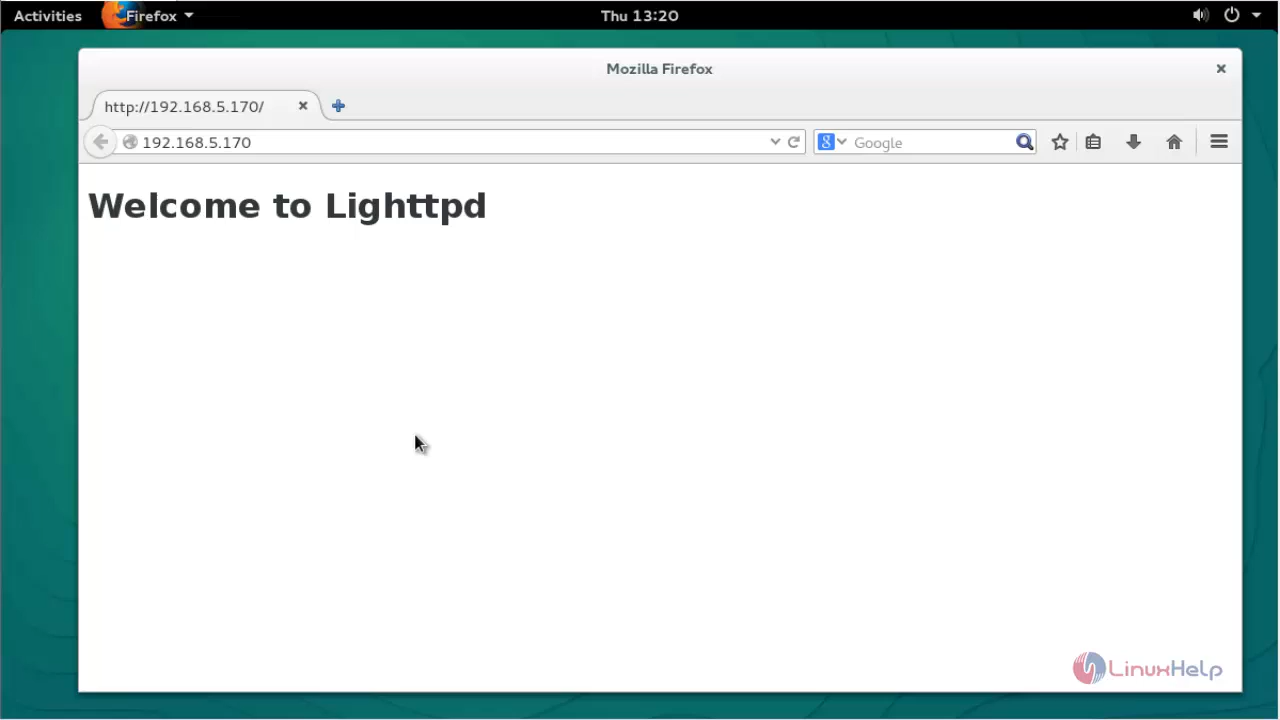 Activities Firefox Thu 13:20
Mozilla Firefox
http://192.168.5.170/
192.168.5.170 8 Google
Welcome to Lighttpd
LinuxHelp